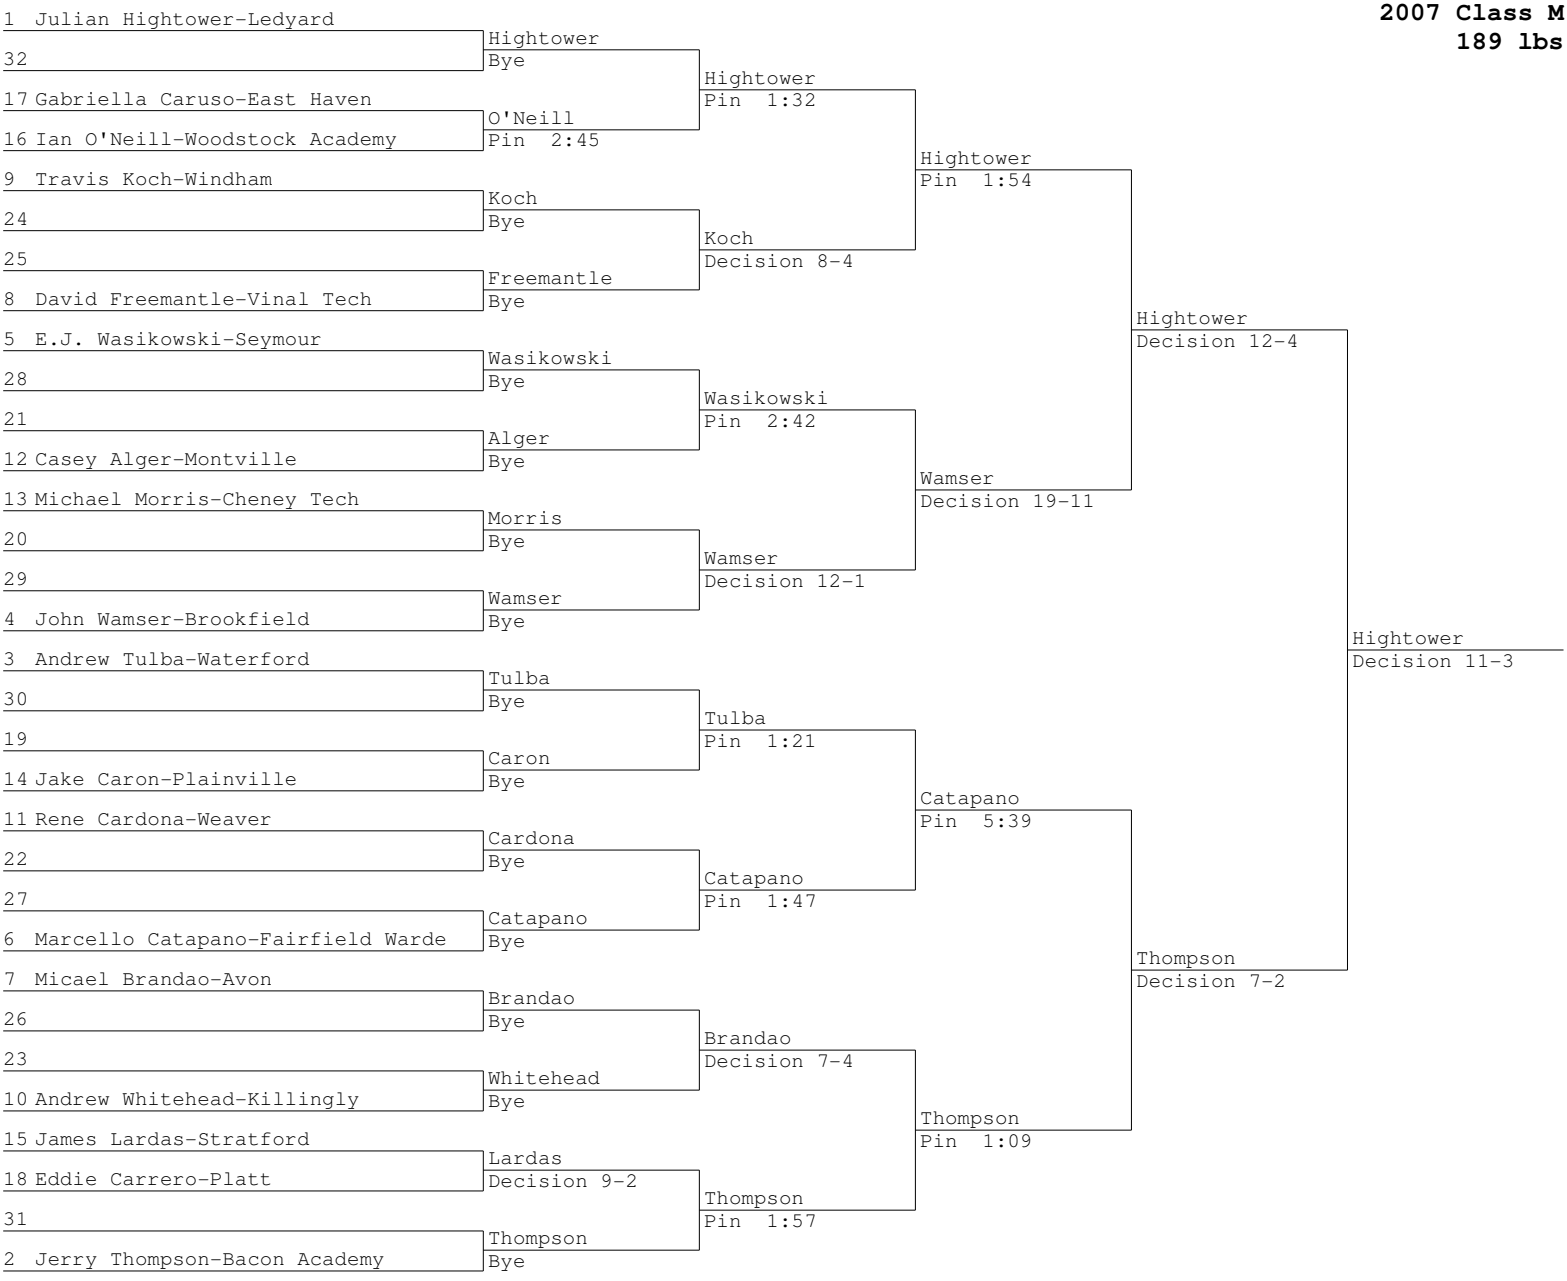 2007 Class M
189 lbs
1 Julian Hightower-Ledyard
32
17 Gabriella Caruso-East Haven
16 Ian O'Neill-Woodstock Academy
9 Travis Koch-Windham
24
25
8 David Freemantle-Vinal Tech
5 E.J. Wasikowski-Seymour
28
21
12 Casey Alger-Montville
13 Michael Morris-Cheney Tech
20
29
4 John Wamser-Brookfield
3 Andrew Tulba-Waterford
30
19
14 Jake Caron-Plainville
11 Rene Cardona-Weaver
22
27
6 Marcello Catapano-Fairfield Warde
7 Micael Brandao-Avon
26
23
10 Andrew Whitehead-Killingly
15 James Lardas-Stratford
18 Eddie Carrero-Platt
31
2 Jerry Thompson-Bacon Academy
Hightower
Bye
O'Neill
Pin 2:45
Koch
Bye
Freemantle
Bye
Wasikowski
Bye
Alger
Bye
Morris
Bye
Wamser
Bye
Tulba
Bye
Caron
Bye
Cardona
Bye
Catapano
Bye
Brandao
Bye
Whitehead
Bye
Lardas
Decision 9-2
Thompson
Bye
Hightower
Pin 1:32
Koch
Decision 8-4
Wasikowski
Pin 2:42
Wamser
Decision 12-1
Tulba
Pin 1:21
Catapano
Pin 1:47
Brandao
Decision 7-4
Thompson
Pin 1:57
Hightower
Pin 1:54
Wamser
Decision 19-11
Catapano
Pin 5:39
Thompson
Pin 1:09
Hightower
Decision 12-4
Thompson
Decision 7-2
Hightower
Decision 11-3